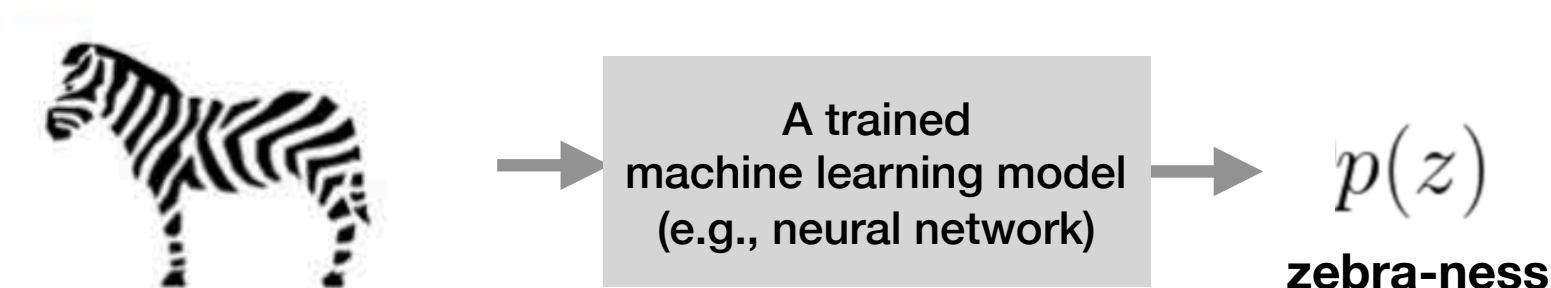 A trained
machine learning model
(e.g., neural network)
p(z)
zebra-ness